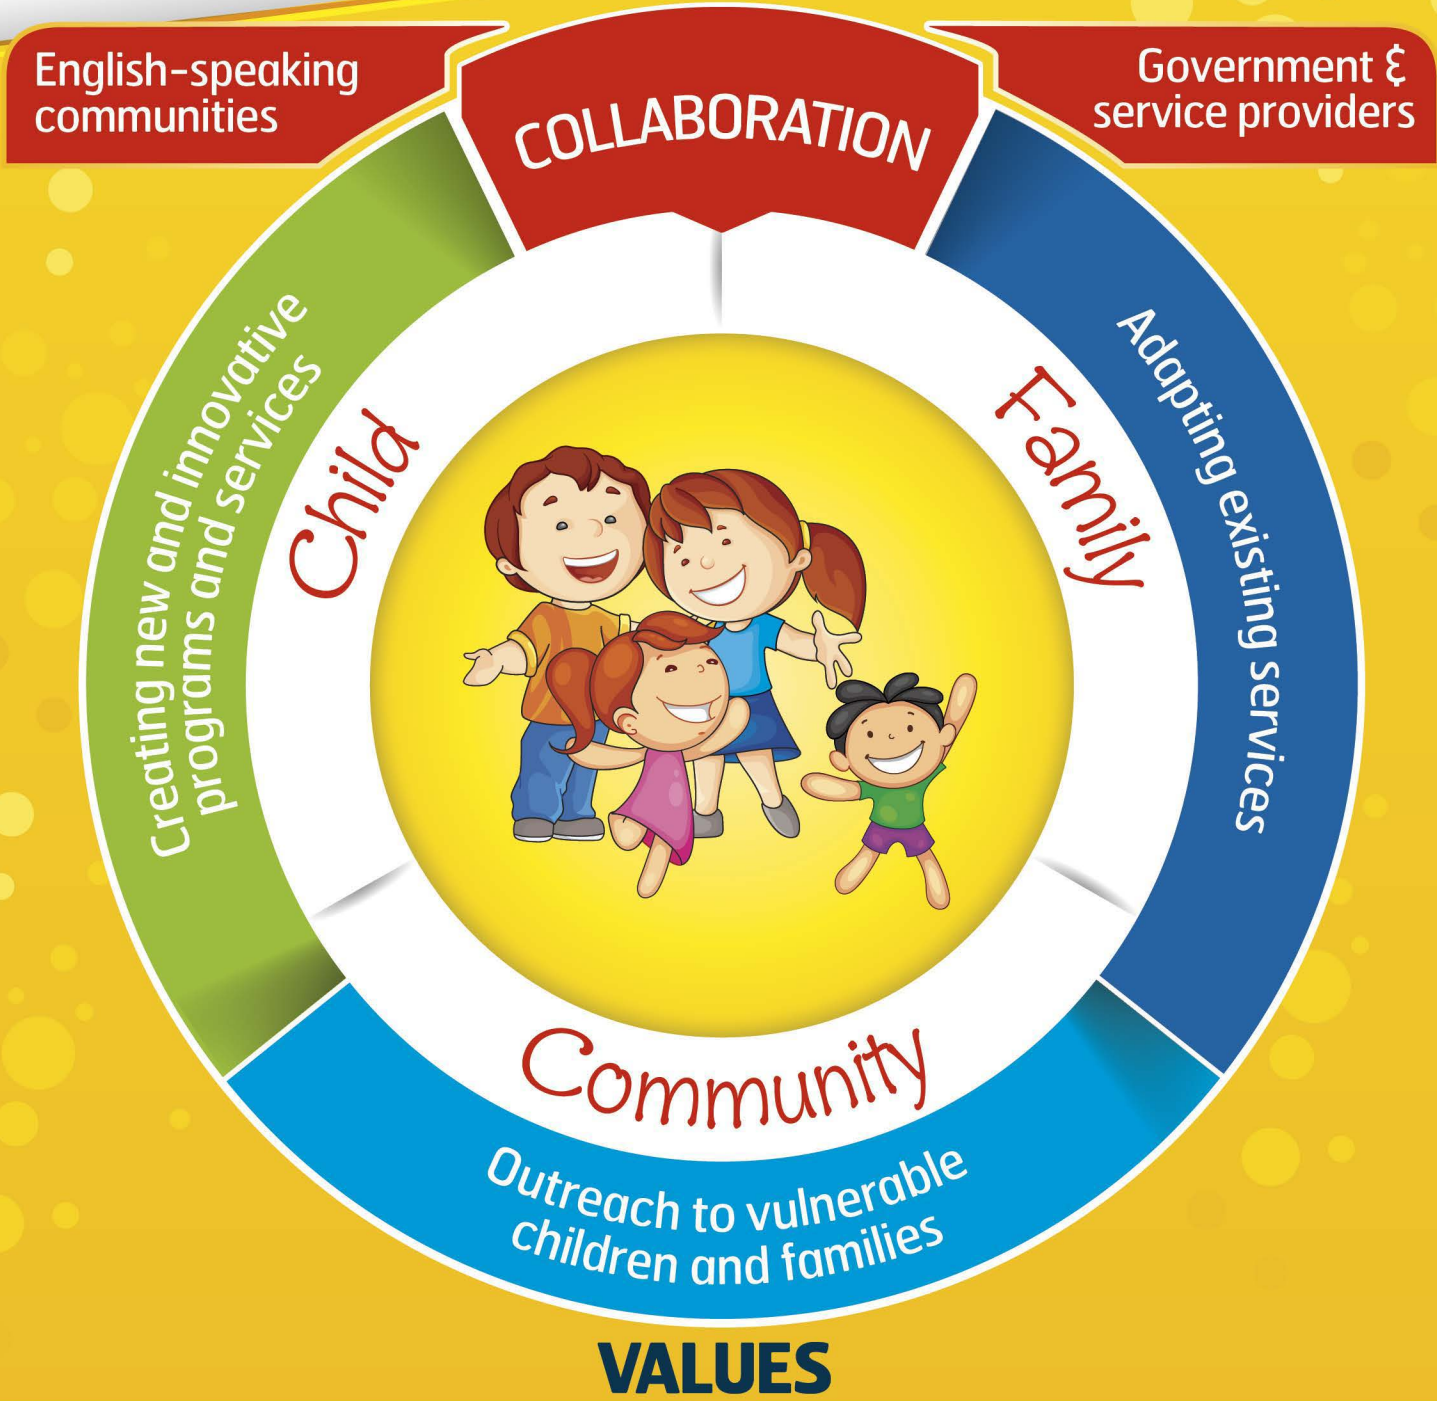 English-speaking
communities
COLLABORATION
Government &
service providers
Creating new and innovative
programs and services
Child
Family
Adapting existing services
Community
Outreach to vulnerable
children and families
VALUES